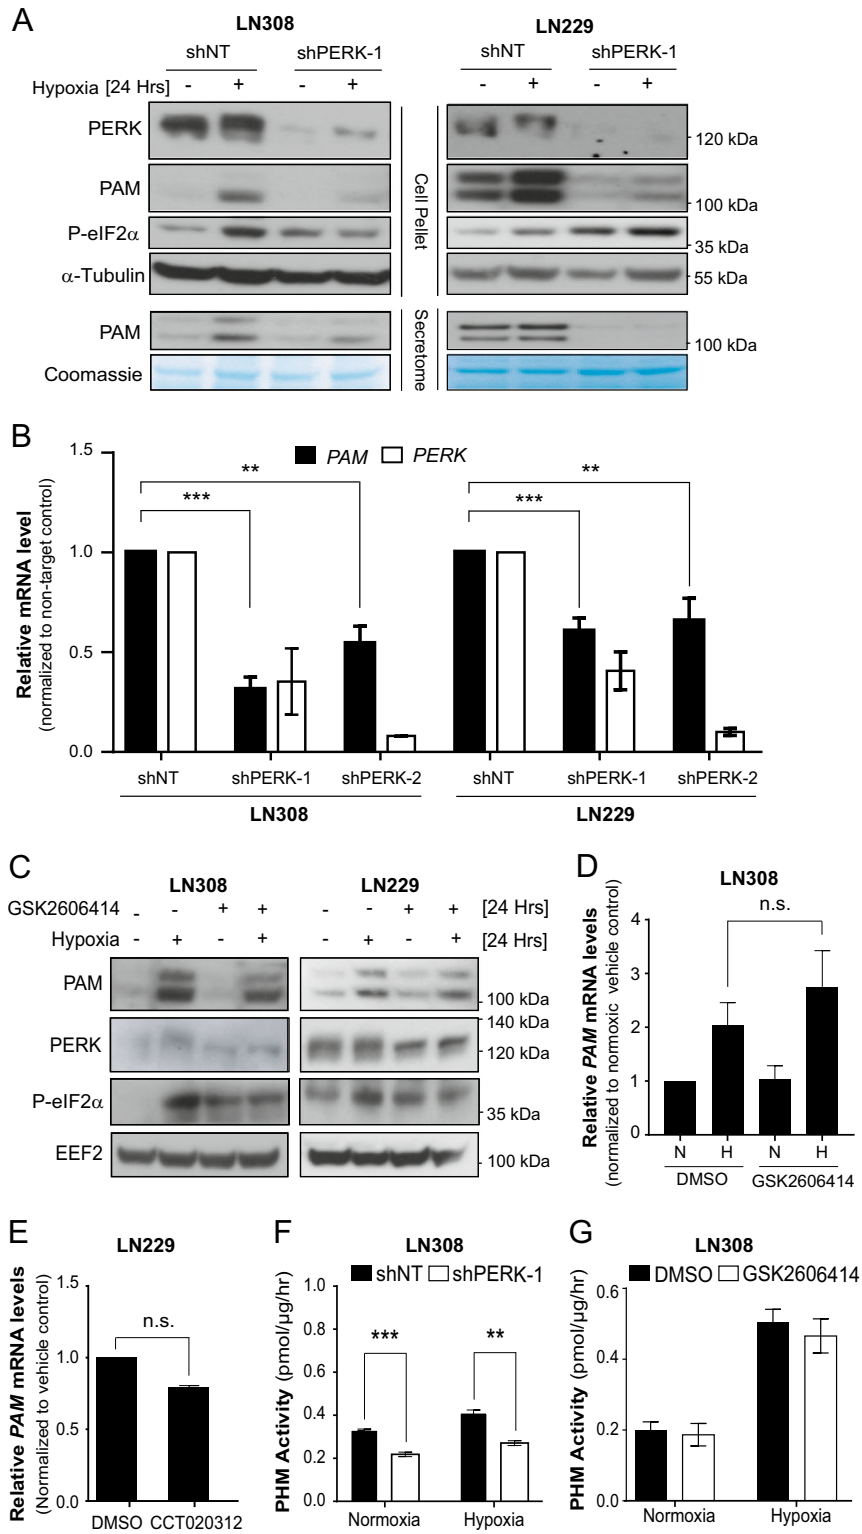 A
LN308 LN229
shNT shPERK-1 shNT shPERK-1
Hypoxia [24 Hrs] - + - + - + - +
PERK 120 kDa
PAM 100 kDa
P-eIF2α 35 kDa
α-Tubulin 55 kDa
Cell Pellet
PAM 100 kDa
Coomassie
Secretome
B
PAM PERK
Relative mRNA level
(normalized to non-target control)
1.5
1.0
0.5
0.0
** **
*** ***
shNT shPERK-1 shPERK-2 shNT shPERK-1 shPERK-2
LN308 LN229
C
LN308 LN229
GSK2606414 - - + + - - + + [24 Hrs]
Hypoxia - + - + - + - + [24 Hrs]
PAM 100 kDa
140 kDa
PERK 120 kDa
P-eIF2α 35 kDa
EEF2 100 kDa
D
LN308
n.s.
Relative PAM mRNA levels
(normalized to normoxic vehicle control)
4
3
2
1
0
N H N H
DMSO GSK2606414
E
LN229
Relative PAM mRNA levels
(Normalized to vehicle control)
1.5
1.0
0.5
0.0
n.s.
DMSO CCT020312
F
LN308
shNT shPERK-1
PHM Activity (pmol/µg/hr)
1.0
0.8
0.6
0.4
0.2
0.0
*** **
Normoxia Hypoxia
G
LN308
DMSO GSK2606414
PHM Activity (pmol/µg/hr)
0.6
0.4
0.2
0.0
Normoxia Hypoxia